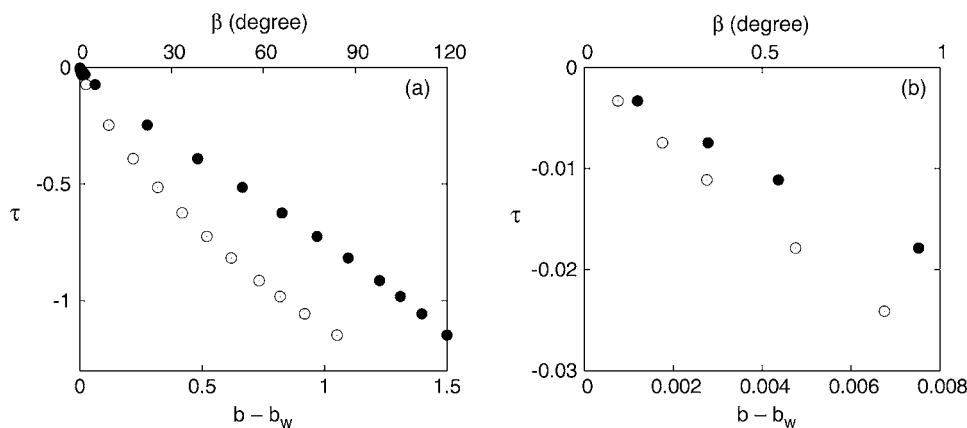 β (degree)
0 30 60 90 120
(a)
0
-0.5
-1
τ
0 0.5 1 1.5
b – b_w
β (degree)
0 0.5 1
(b)
0
-0.01
-0.02
-0.03
τ
0 0.002 0.004 0.006 0.008
b – b_w